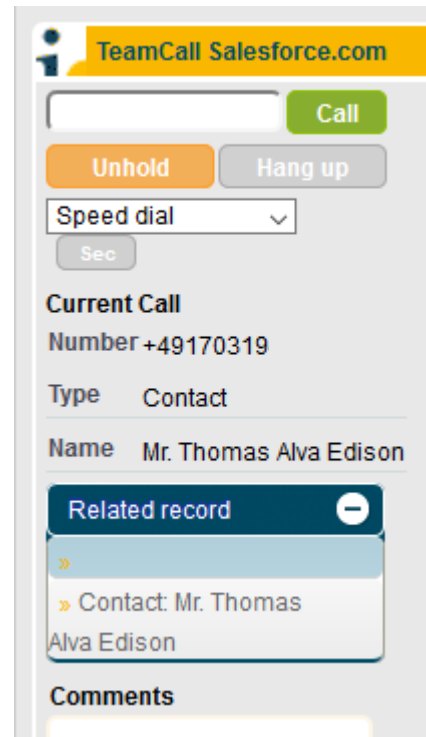 TeamCall Salesforce.com
Call
Unhold Hang up
Speed dial
Sec
Current Call
Number +49170319
Type Contact
Name Mr. Thomas Alva Edison
Related record
»
» Contact: Mr. Thomas
Alva Edison
Comments